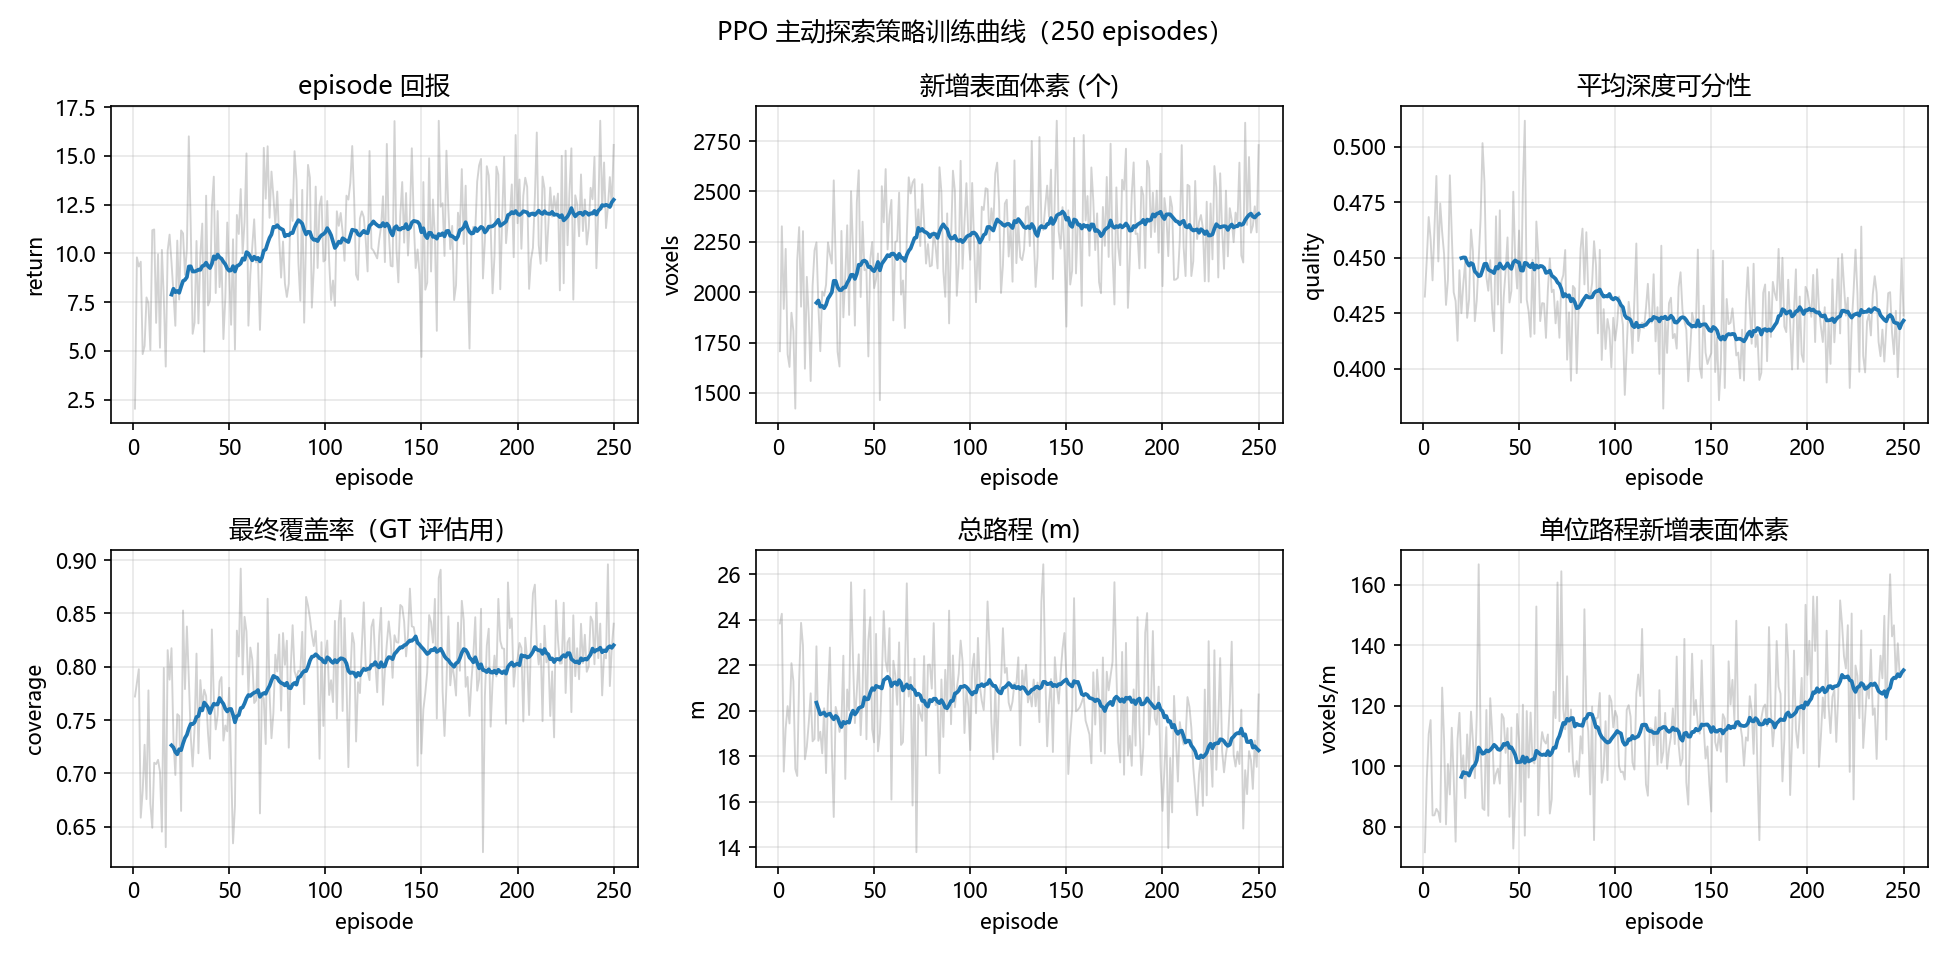 PPO 主动探索策略训练曲线（250 episodes）
episode 回报
新增表面体素 (个)
平均深度可分性
return
17.5
15.0
12.5
10.0
7.5
5.0
2.5
0 50 100 150 200 250
episode
voxels
2750
2500
2250
2000
1750
1500
0 50 100 150 200 250
episode
quality
0.500
0.475
0.450
0.425
0.400
0 50 100 150 200 250
episode
最终覆盖率（GT 评估用）
总路程 (m)
单位路程新增表面体素
coverage
0.90
0.85
0.80
0.75
0.70
0.65
0 50 100 150 200 250
episode
m
26
24
22
20
18
16
14
0 50 100 150 200 250
episode
voxels/m
160
140
120
100
80
0 50 100 150 200 250
episode